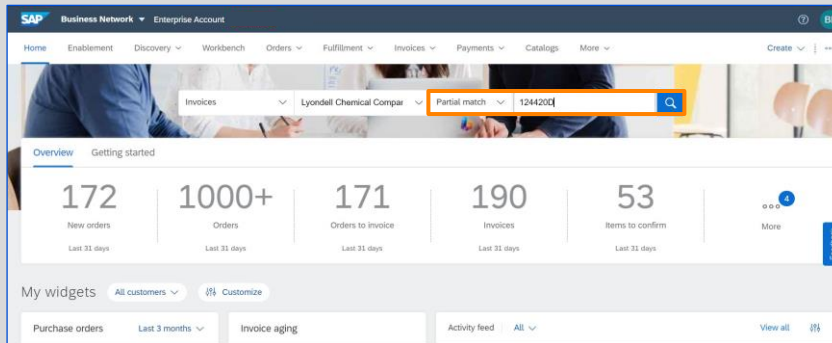 SAP Business Network Enterprise Account
Home Enablement Discovery Workbench Orders Fulfillment Invoices Payments Catalogs More Create
Invoices Lyondell Chemical Compar Partial match 124420D
Overview Getting started
172 1000+ 171 190 53 4
New orders Orders Orders to invoice Invoices Items to confirm More
Last 31 days Last 31 days Last 31 days Last 31 days Last 31 days
My widgets All customers Customize
Purchase orders Last 3 months Invoice aging Activity feed All View all